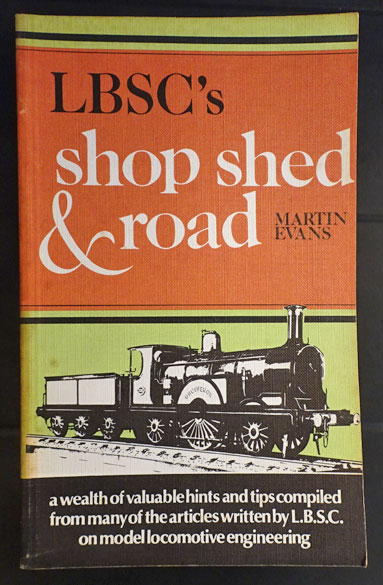 LBSC's
shop shed
& road
MARTIN
EVANS
a wealth of valuable hints and tips compiled
from many of the articles written by L.B.S.C.
on model locomotive engineering